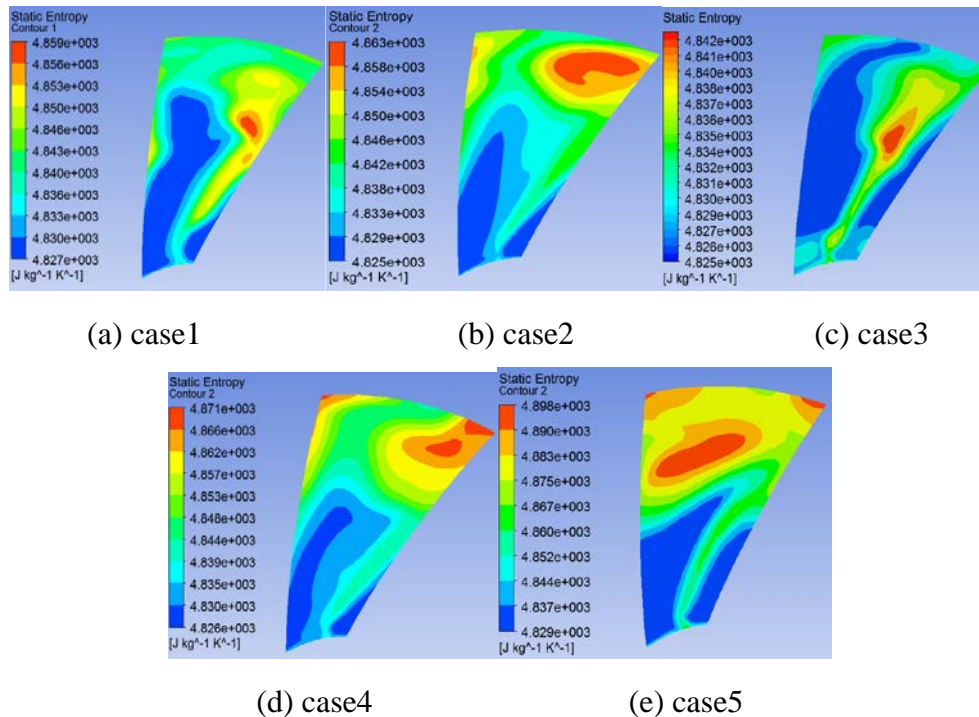 Static Entropy
Contour 1
4.859e+003
4.856e+003
4.853e+003
4.850e+003
4.846e+003
4.843e+003
4.840e+003
4.836e+003
4.833e+003
4.830e+003
4.827e+003
[J kg^-1 K^-1]
Static Entropy
Contour 2
4.863e+003
4.858e+003
4.854e+003
4.850e+003
4.846e+003
4.842e+003
4.838e+003
4.833e+003
4.829e+003
4.825e+003
[J kg^-1 K^-1]
Static Entropy
Contour 2
4.842e+003
4.841e+003
4.840e+003
4.838e+003
4.837e+003
4.836e+003
4.835e+003
4.834e+003
4.831e+003
4.830e+003
4.829e+003
4.827e+003
4.826e+003
4.825e+003
[J kg^-1 K^-1]
(a) case1
(b) case2
(c) case3
Static Entropy
Contour 2
4.871e+003
4.866e+003
4.862e+003
4.857e+003
4.853e+003
4.848e+003
4.844e+003
4.839e+003
4.835e+003
4.830e+003
4.826e+003
[J kg^-1 K^-1]
Static Entropy
Contour 2
4.898e+003
4.890e+003
4.883e+003
4.875e+003
4.867e+003
4.860e+003
4.852e+003
4.844e+003
4.837e+003
4.829e+003
[J kg^-1 K^-1]
(d) case4
(e) case5